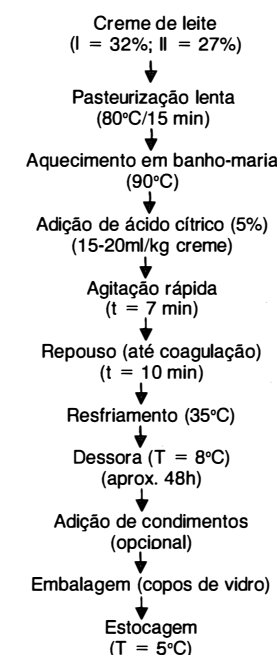 Creme de leite
(I = 32%; II = 27%)
Pasteurização lenta
(80°C/15 min)
Aquecimento em banho-maria
(90°C)
Adição de ácido cítrico (5%)
(15-20ml/kg creme)
Agitação rápida
(t = 7 min)
Repouso (até coagulação)
(t = 10 min)
Resfriamento (35°C)
Dessora (T = 8°C)
(aprox. 48h)
Adição de condimentos
(opcional)
Embalagem (copos de vidro)
Estocagem
(T = 5°C)